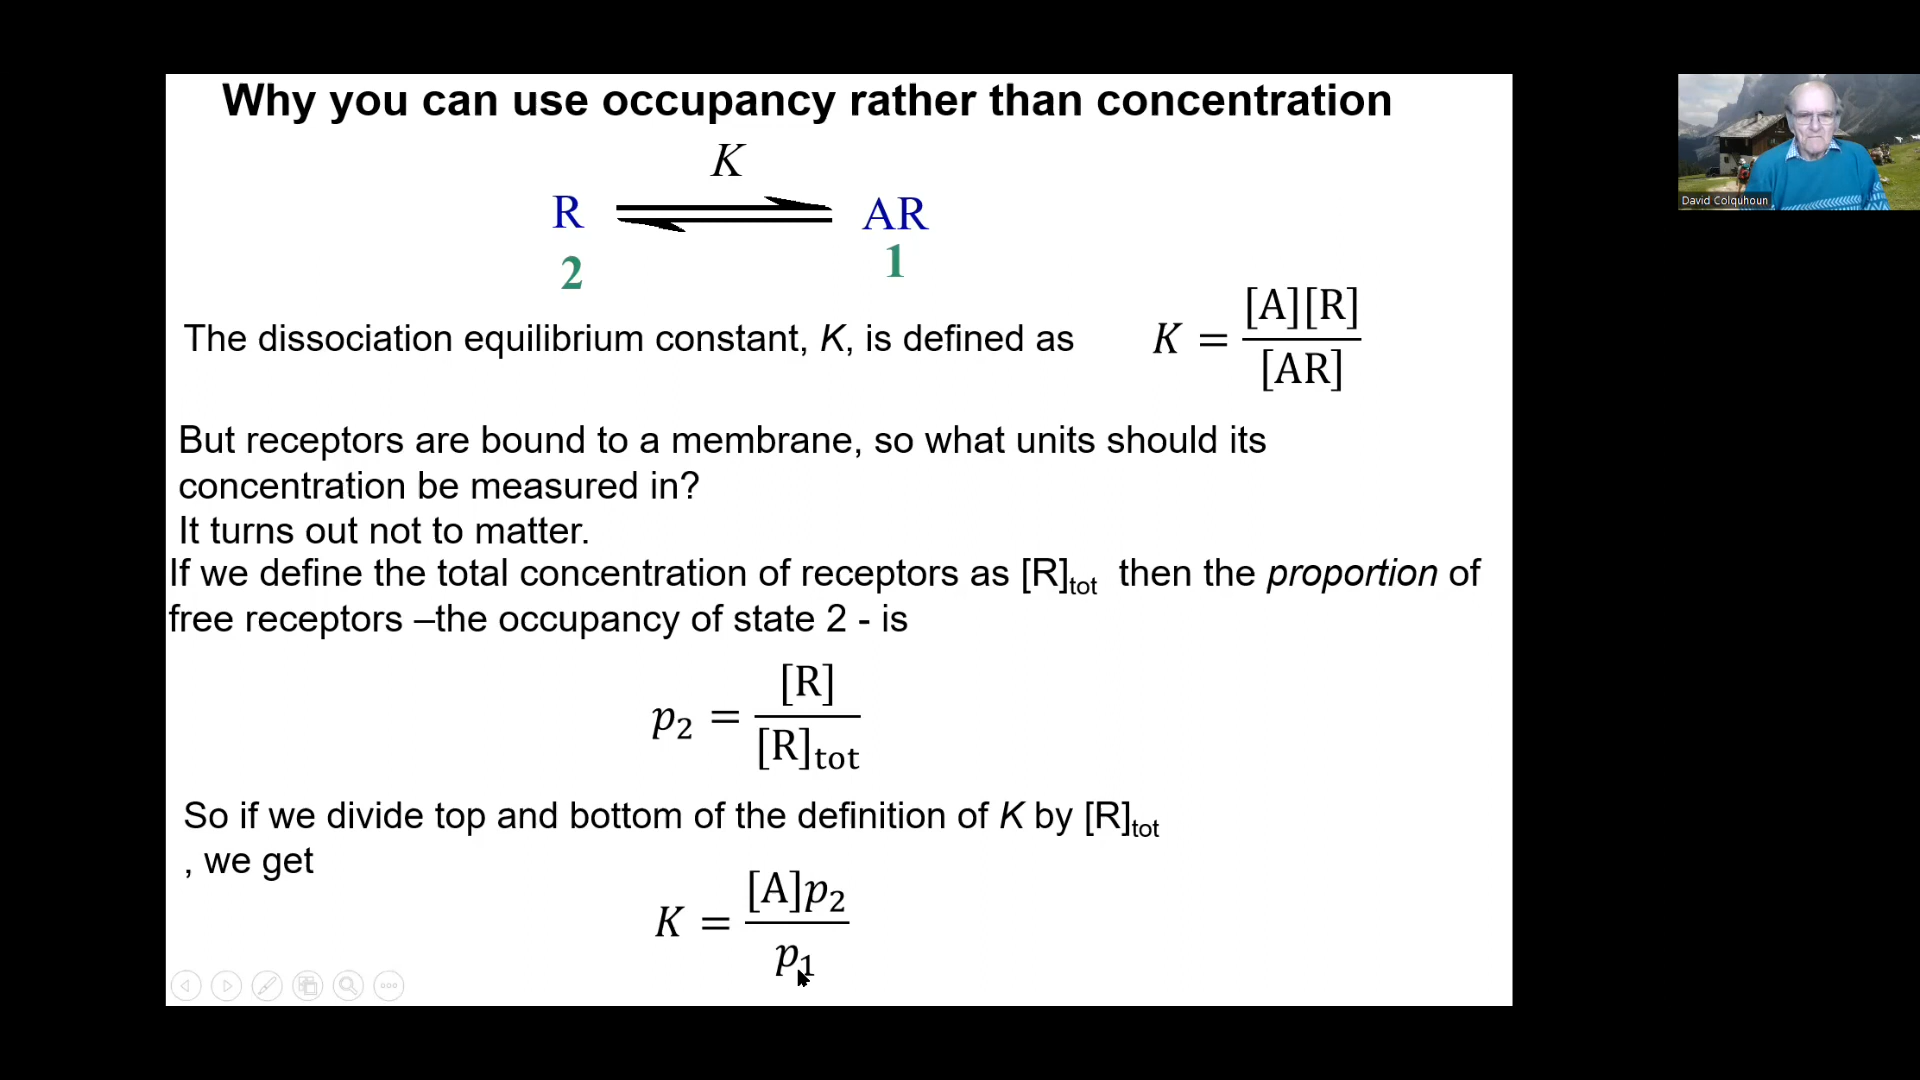 Why you can use occupancy rather than concentration
K
R ⇌ AR
2 1
The dissociation equilibrium constant, K, is defined as K = [A][R] / [AR]
But receptors are bound to a membrane, so what units should its
concentration be measured in?
It turns out not to matter.
If we define the total concentration of receptors as [R]tot then the proportion of
free receptors –the occupancy of state 2 - is
p2 = [R] / [R]tot
So if we divide top and bottom of the definition of K by [R]tot
, we get
K = [A]p2 / p1
David Colquhoun